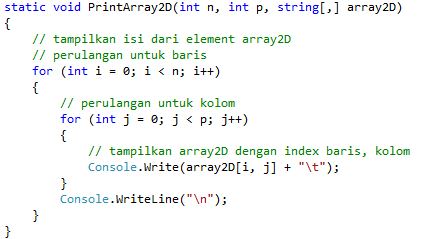 static void PrintArray2D(int n, int p, string[,] array2D)
{
    // tampilkan isi dari element array2D
    // perulangan untuk baris
    for (int i = 0; i < n; i++)
    {
        // perulangan untuk kolom
        for (int j = 0; j < p; j++)
        {
            // tampilkan array2D dengan index baris, kolom
            Console.Write(array2D[i, j] + "\t");
        }
        Console.WriteLine("\n");
    }
}